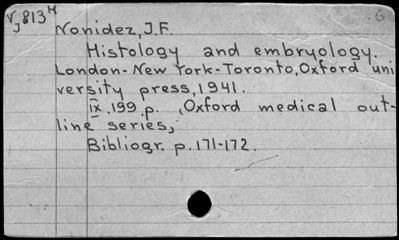 V,813H
J Nonidez, J.F.
Histology and embryology.
London-New York-Toronto, Oxford uni
versity press, 1941.
ix, 199 p. (Oxford medical out-
line series,
Bibliogr. p. 171-172.